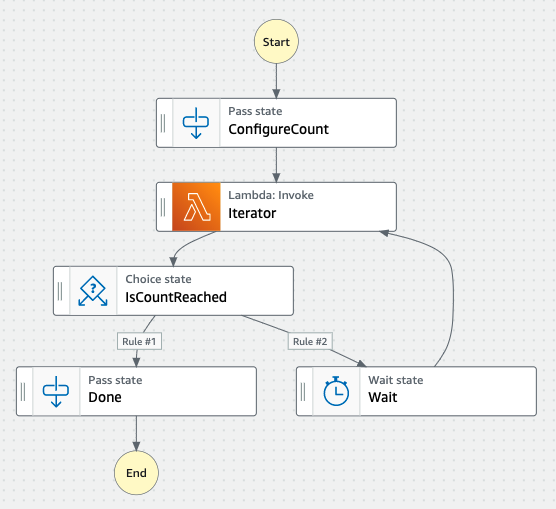 Start
Pass state
ConfigureCount
Lambda: Invoke
Iterator
Choice state
IsCountReached
Rule #1
Rule #2
Pass state
Done
Wait state
Wait
End